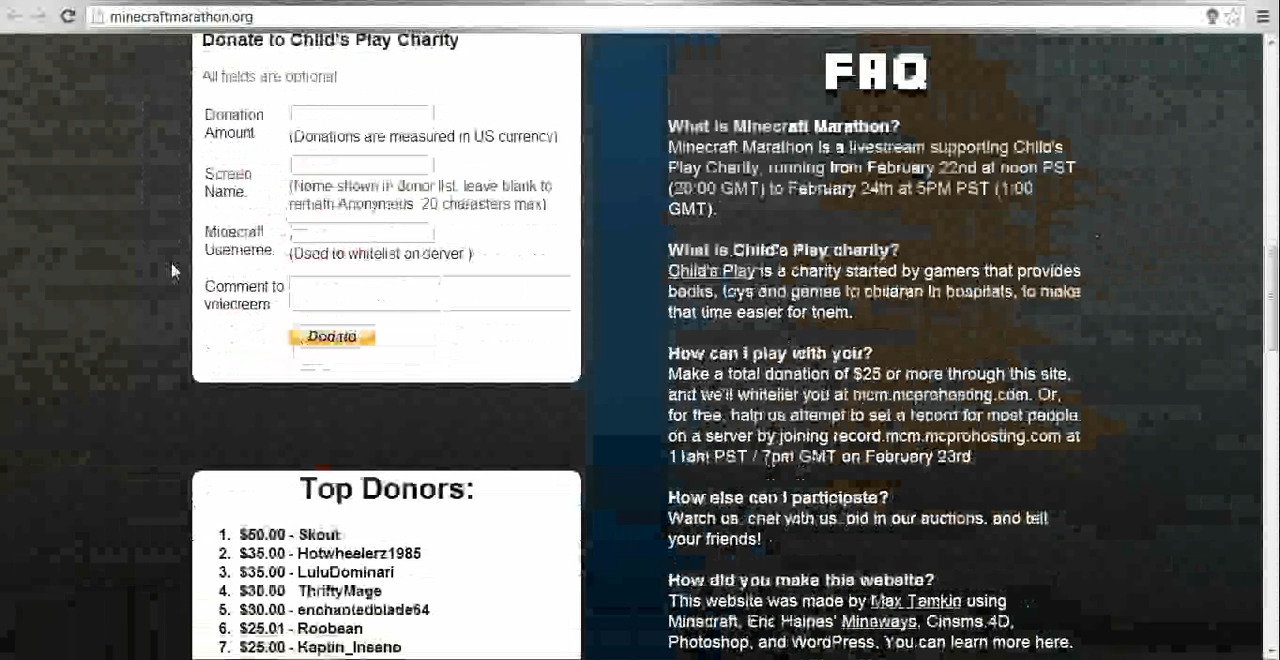 minecraftmarathon.org
Donate to Child's Play Charity
All fields are optional
Donation
Amount
(Donations are measured in US currency)
Screen
Name
(Name shown in donor list, leave blank to
remain Anonymous 20 characters max)
Minecraft
Username
(Used to whitelist on server )
Comment to
volunteers
Donate
Top Donors:
1. $50.00 - Skout
2. $35.00 - Hotwheelerz1985
3. $35.00 - LuluDominari
4. $30.00 ThriftyMage
5. $30.00 - enchantedblade64
6. $25.01 - Roobean
7. $25.00 - Kaptin_Insano
FAQ
What is Minecraft Marathon?
Minecraft Marathon is a livestream supporting Child's
Play Charity, running from February 22nd at noon PST
(20:00 GMT) to February 24th at 5PM PST (1:00
GMT).
What is Child's Play charity?
Child's Play is a charity started by gamers that provides
books, toys and games to children in hospitals, to make
that time easier for them.
How can I play with you?
Make a total donation of $25 or more through this site,
and we'll whitelist you at mcm.mcprohosting.com. Or,
for free, help us attempt to set a record for most people
on a server by joining record.mcm.mcprohosting.com at
PST / 7pm GMT on February 23rd
How else can I participate?
Watch us, chat with us, bid in our auctions, and tell
your friends!
How did you make this website?
This website was made by Max Temkin using
Minecraft, Eric Haines' Mineways, Cinema 4D,
Photoshop, and WordPress. You can learn more here.